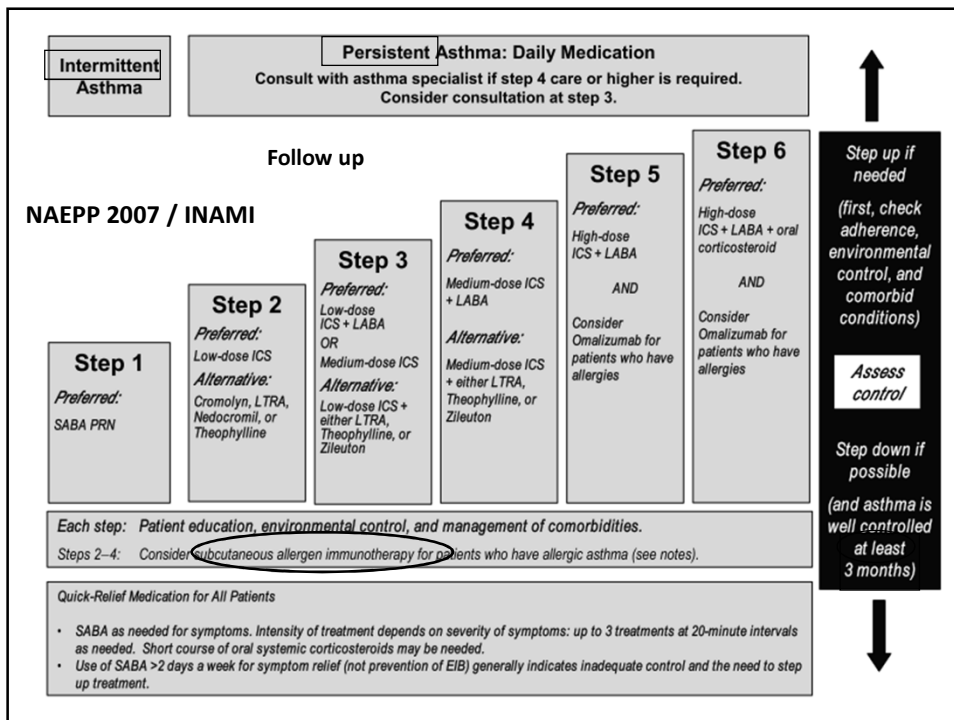 Intermittent
Asthma
Persistent Asthma: Daily Medication
Consult with asthma specialist if step 4 care or higher is required.
Consider consultation at step 3.
Follow up
NAEPP 2007 / INAMI
Step 1
Preferred:
SABA PRN
Step 2
Preferred:
Low-dose ICS
Alternative:
Cromolyn, LTRA,
Nedocromil, or
Theophylline
Step 3
Preferred:
Low-dose
ICS + LABA
OR
Medium-dose ICS
Alternative:
Low-dose ICS +
either LTRA,
Theophylline, or
Zileuton
Step 4
Preferred:
Medium-dose ICS
+ LABA
Alternative:
Medium-dose ICS
+ either LTRA,
Theophylline, or
Zileuton
Step 5
Preferred:
High-dose
ICS + LABA
AND
Consider
Omalizumab for
patients who have
allergies
Step 6
Preferred:
High-dose
ICS + LABA + oral
corticosteroid
AND
Consider
Omalizumab for
patients who have
allergies
Step up if
needed
(first, check
adherence,
environmental
control, and
comorbid
conditions)
Assess
control
Step down if
possible
(and asthma is
well controlled
at least
3 months)
Each step: Patient education, environmental control, and management of comorbidities.
Steps 2–4: Consider subcutaneous allergen immunotherapy for patients who have allergic asthma (see notes).
Quick-Relief Medication for All Patients
• SABA as needed for symptoms. Intensity of treatment depends on severity of symptoms: up to 3 treatments at 20-minute intervals
as needed. Short course of oral systemic corticosteroids may be needed.
• Use of SABA >2 days a week for symptom relief (not prevention of EIB) generally indicates inadequate control and the need to step
up treatment.